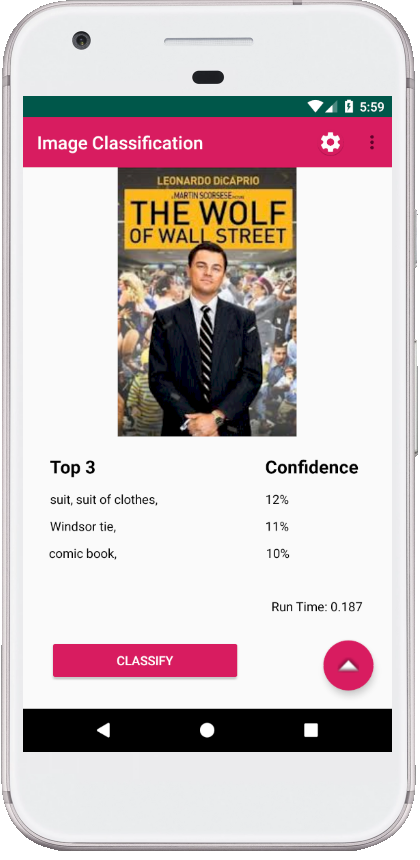 5:59
Image Classification
LEONARDO DiCAPRIO
A MARTIN SCORSESE PICTURE
THE WOLF
OF WALL STREET
Top 3 Confidence
suit, suit of clothes, 12%
Windsor tie, 11%
comic book, 10%
Run Time: 0.187
CLASSIFY